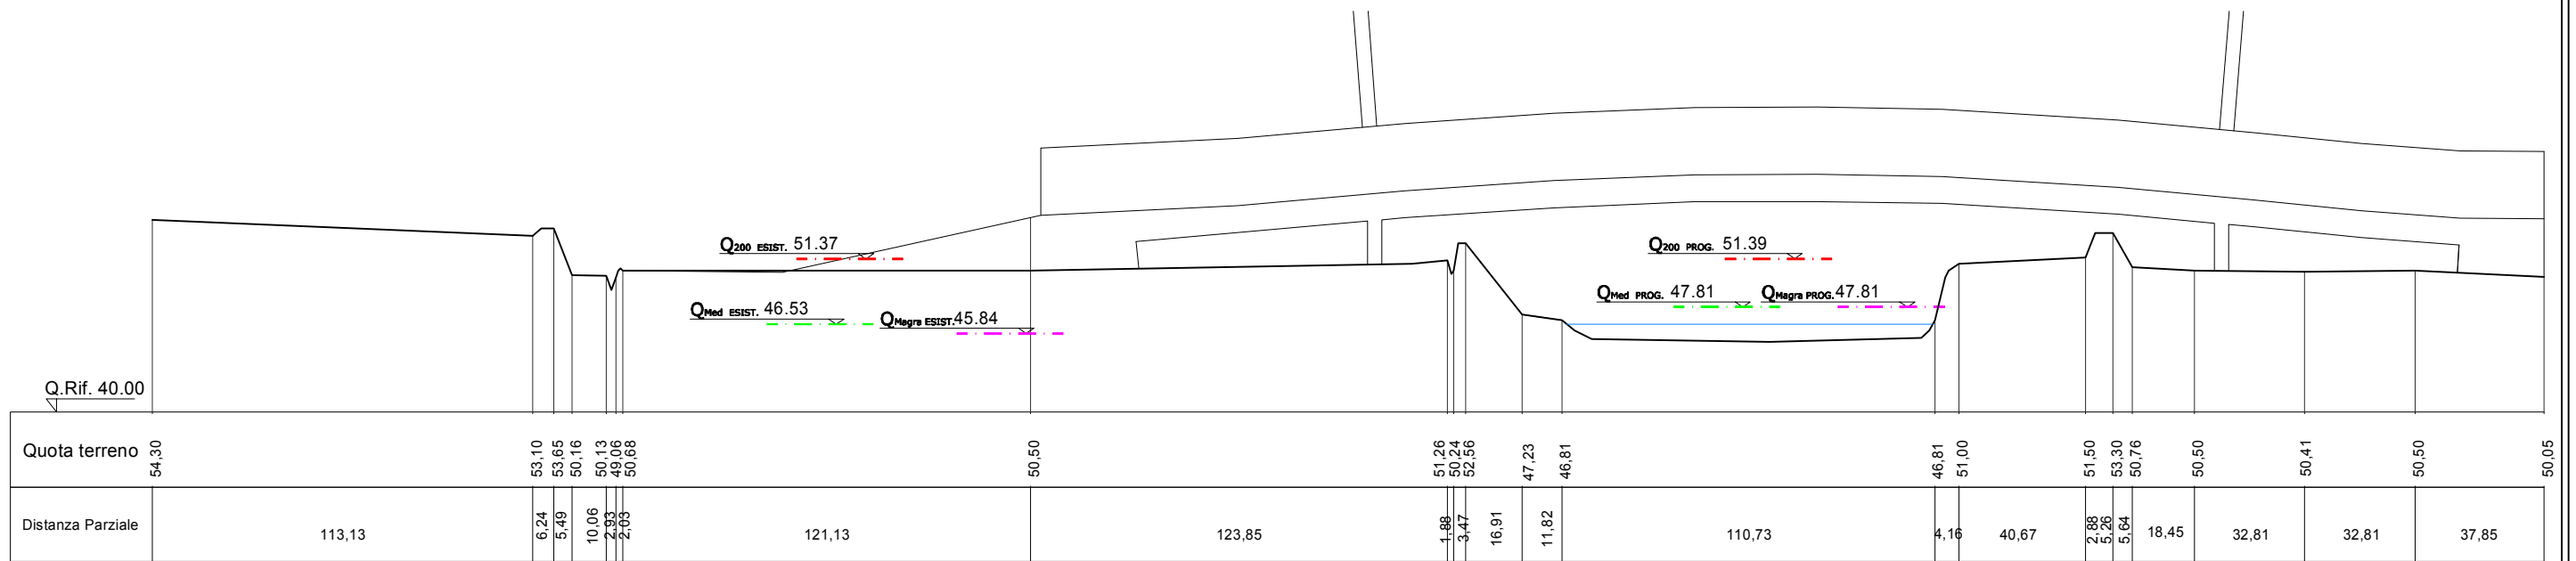 Q200 ESIST. 51.37
Q200 PROG. 51.39
QMed ESIST. 46.53
QMagra ESIST. 45.84
QMed PROG. 47.81
QMagra PROG. 47.81
Q.Rif. 40.00
Quota terreno 54,30 53,10 53,65 50,16 50,13 49,06 50,68 50,50 51,26 50,24 52,56 47,23 46,81 46,81 51,00 51,50 53,30 50,76 50,50 50,41 50,50 50,05
Distanza Parziale 113,13 6,24 5,49 10,06 2,93 2,03 121,13 123,85 1,88 3,47 16,91 11,82 110,73 4,16 40,67 2,88 5,26 5,64 18,45 32,81 32,81 37,85